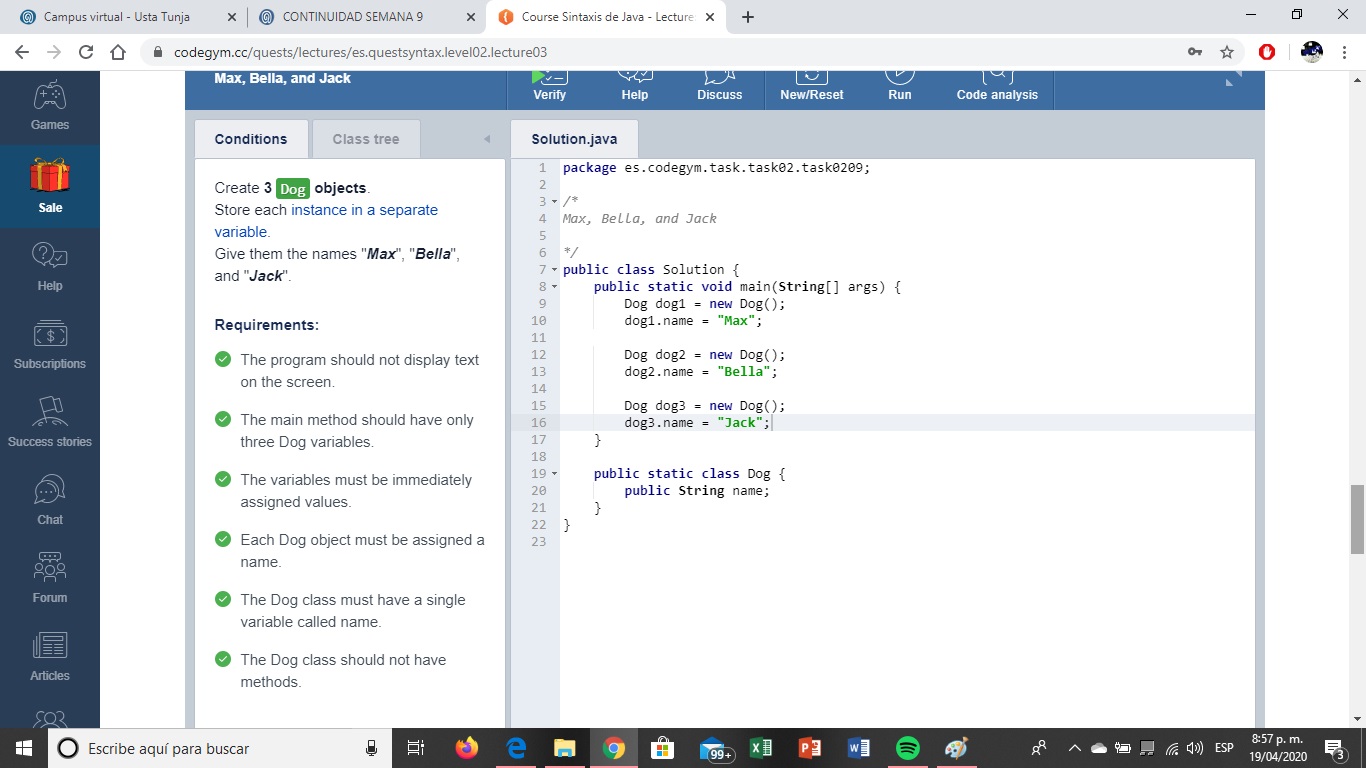 Campus virtual - Usta Tunja
CONTINUIDAD SEMANA 9
Course Sintaxis de Java - Lecture
codegym.cc/quests/lectures/es.questsyntax.level02.lecture03
Games
Sale
Help
Subscriptions
Success stories
Chat
Forum
Articles
Max, Bella, and Jack
Verify
Help
Discuss
New/Reset
Run
Code analysis
Conditions
Class tree
Create 3 Dog objects.
Store each instance in a separate
variable.
Give them the names "Max", "Bella",
and "Jack".
Requirements:
The program should not display text
on the screen.
The main method should have only
three Dog variables.
The variables must be immediately
assigned values.
Each Dog object must be assigned a
name.
The Dog class must have a single
variable called name.
The Dog class should not have
methods.
Solution.java
1 package es.codegym.task.task02.task0209;
2
3 /*
4 Max, Bella, and Jack
5
6 */
7 public class Solution {
8 public static void main(String[] args) {
9 Dog dog1 = new Dog();
10 dog1.name = "Max";
11
12 Dog dog2 = new Dog();
13 dog2.name = "Bella";
14
15 Dog dog3 = new Dog();
16 dog3.name = "Jack";
17 }
18
19 public static class Dog {
20 public String name;
21 }
22 }
23
Escribe aquí para buscar
99+
ESP
8:57 p. m.
19/04/2020
3